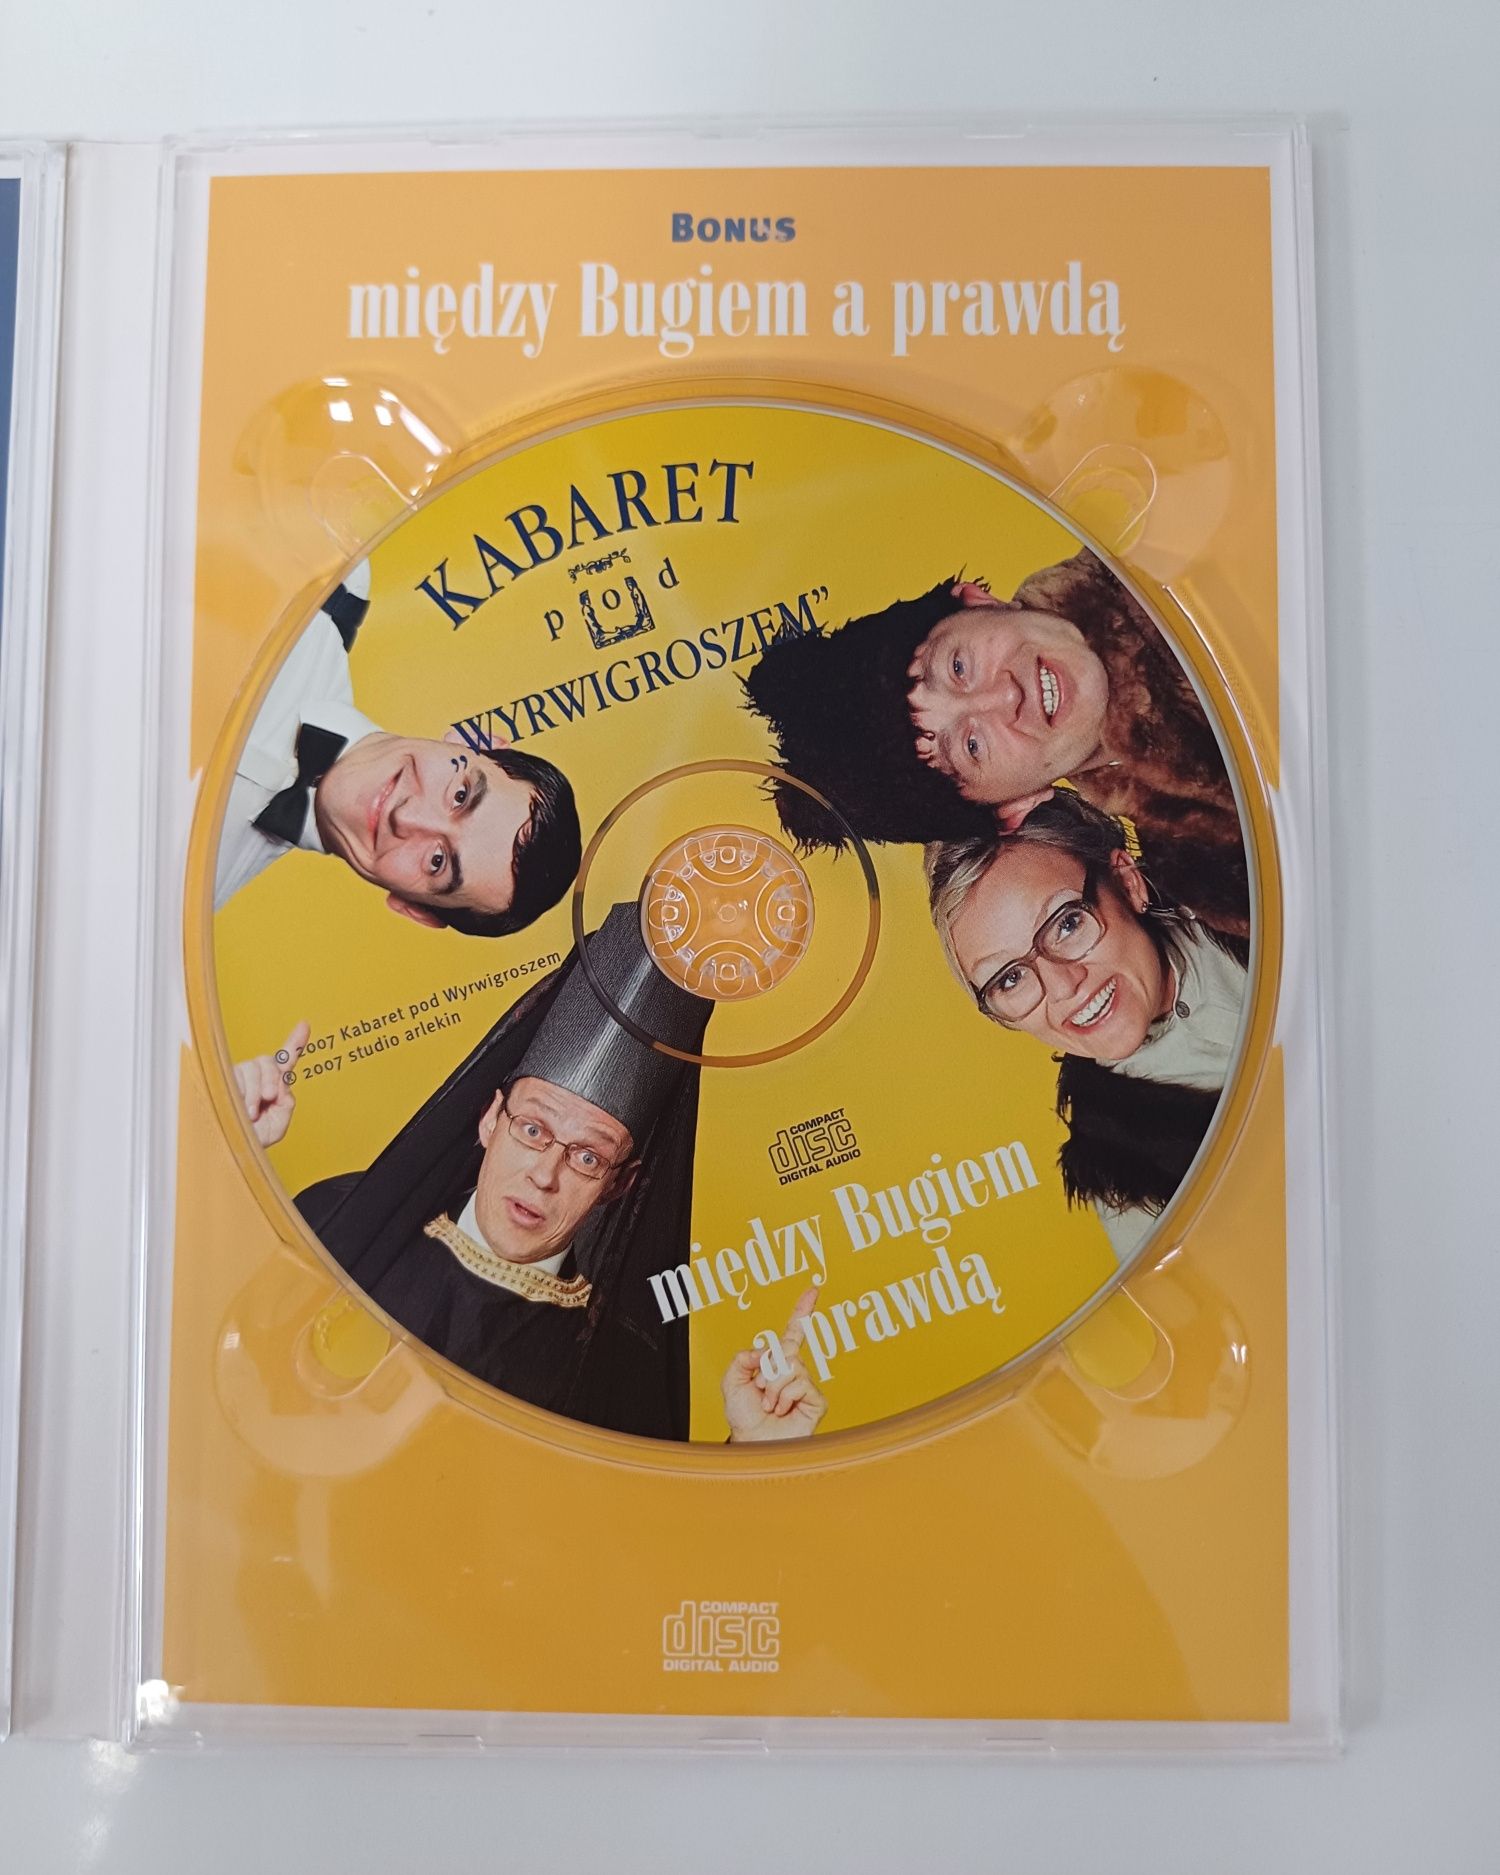 BONUS
między Bugiem a prawdą
KABARET
pod
„WYRWIGROSZEM”
© 2007 Kabaret pod Wyrwigroszem
℗ 2007 studio arlekin
COMPACT
disc
DIGITAL AUDIO
między Bugiem
a prawdą
COMPACT
disc
DIGITAL AUDIO